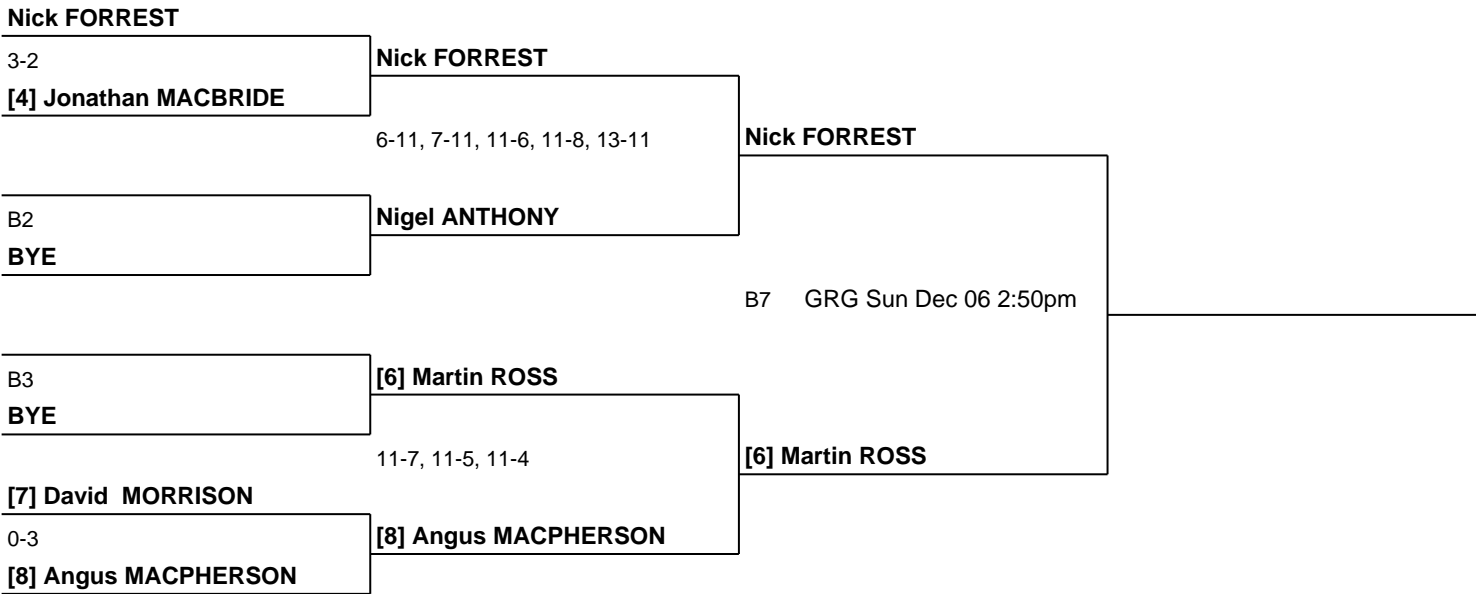 Nick FORREST
3-2
[4] Jonathan MACBRIDE
Nick FORREST
6-11, 7-11, 11-6, 11-8, 13-11
Nick FORREST
B2
BYE
Nigel ANTHONY
B7 GRG Sun Dec 06 2:50pm
B3
BYE
[6] Martin ROSS
11-7, 11-5, 11-4
[6] Martin ROSS
[7] David MORRISON
0-3
[8] Angus MACPHERSON
[8] Angus MACPHERSON